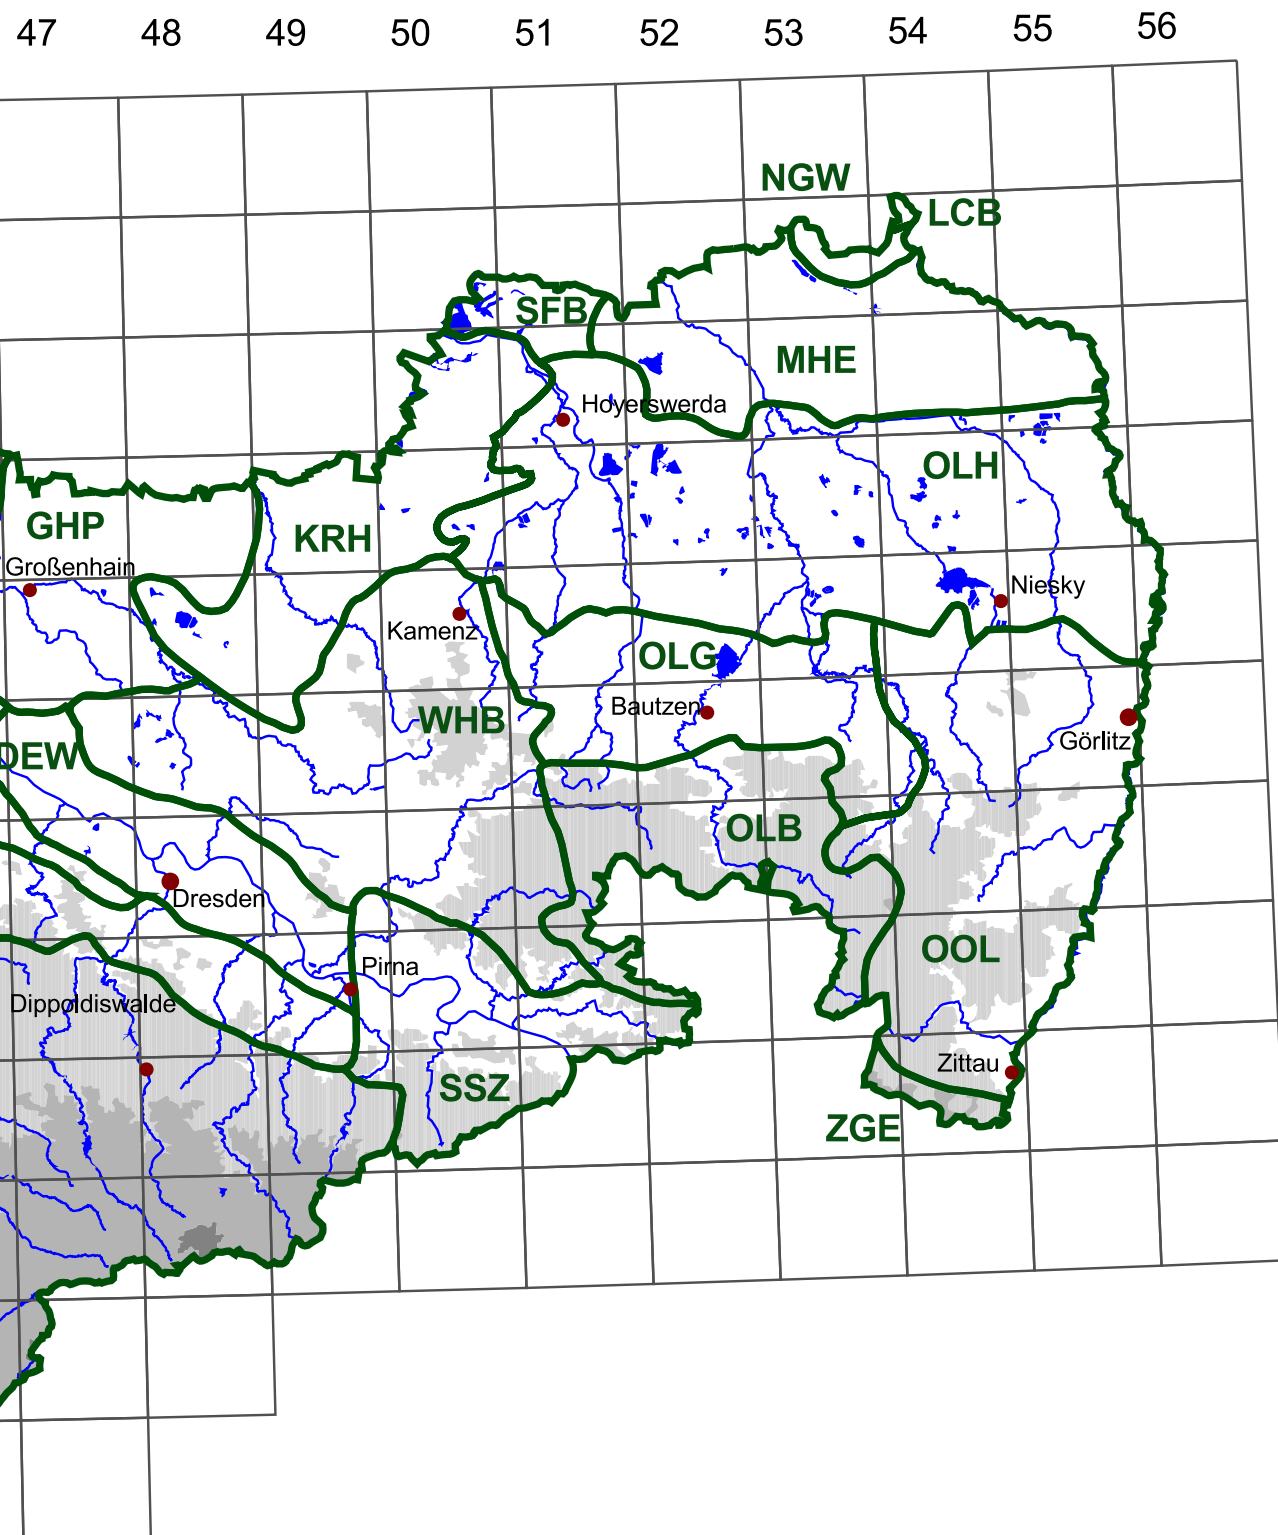 47 48 49 50 51 52 53 54 55 56
NGW
LCB
SFB
MHE
Hoyerswerda
OLH
GHP
KRH
Großenhain
Niesky
Kamenz
OLG
Bautzen
WHB
Görlitz
DEW
OLB
Dresden
OOL
Pirna
Dippoldiswalde
Zittau
SSZ
ZGE